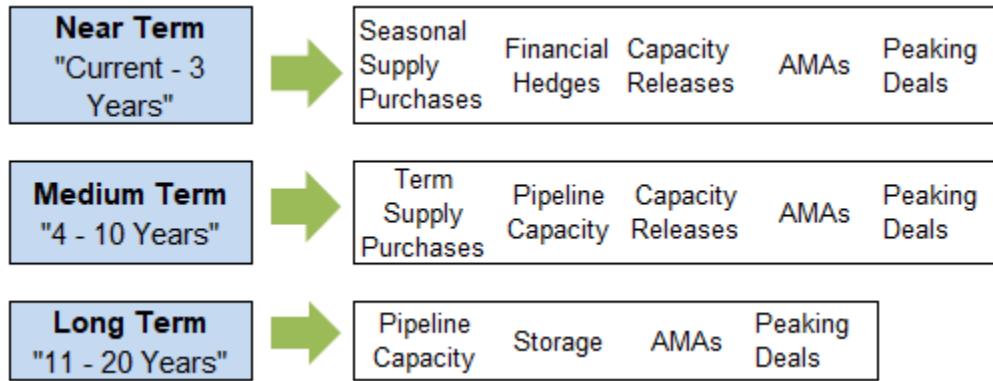 Near Term
"Current - 3
Years"
Seasonal
Supply
Purchases
Financial
Hedges
Capacity
Releases
AMAs
Peaking
Deals
Medium Term
"4 - 10 Years"
Term
Supply
Purchases
Pipeline
Capacity
Capacity
Releases
AMAs
Peaking
Deals
Long Term
"11 - 20 Years"
Pipeline
Capacity
Storage
AMAs
Peaking
Deals